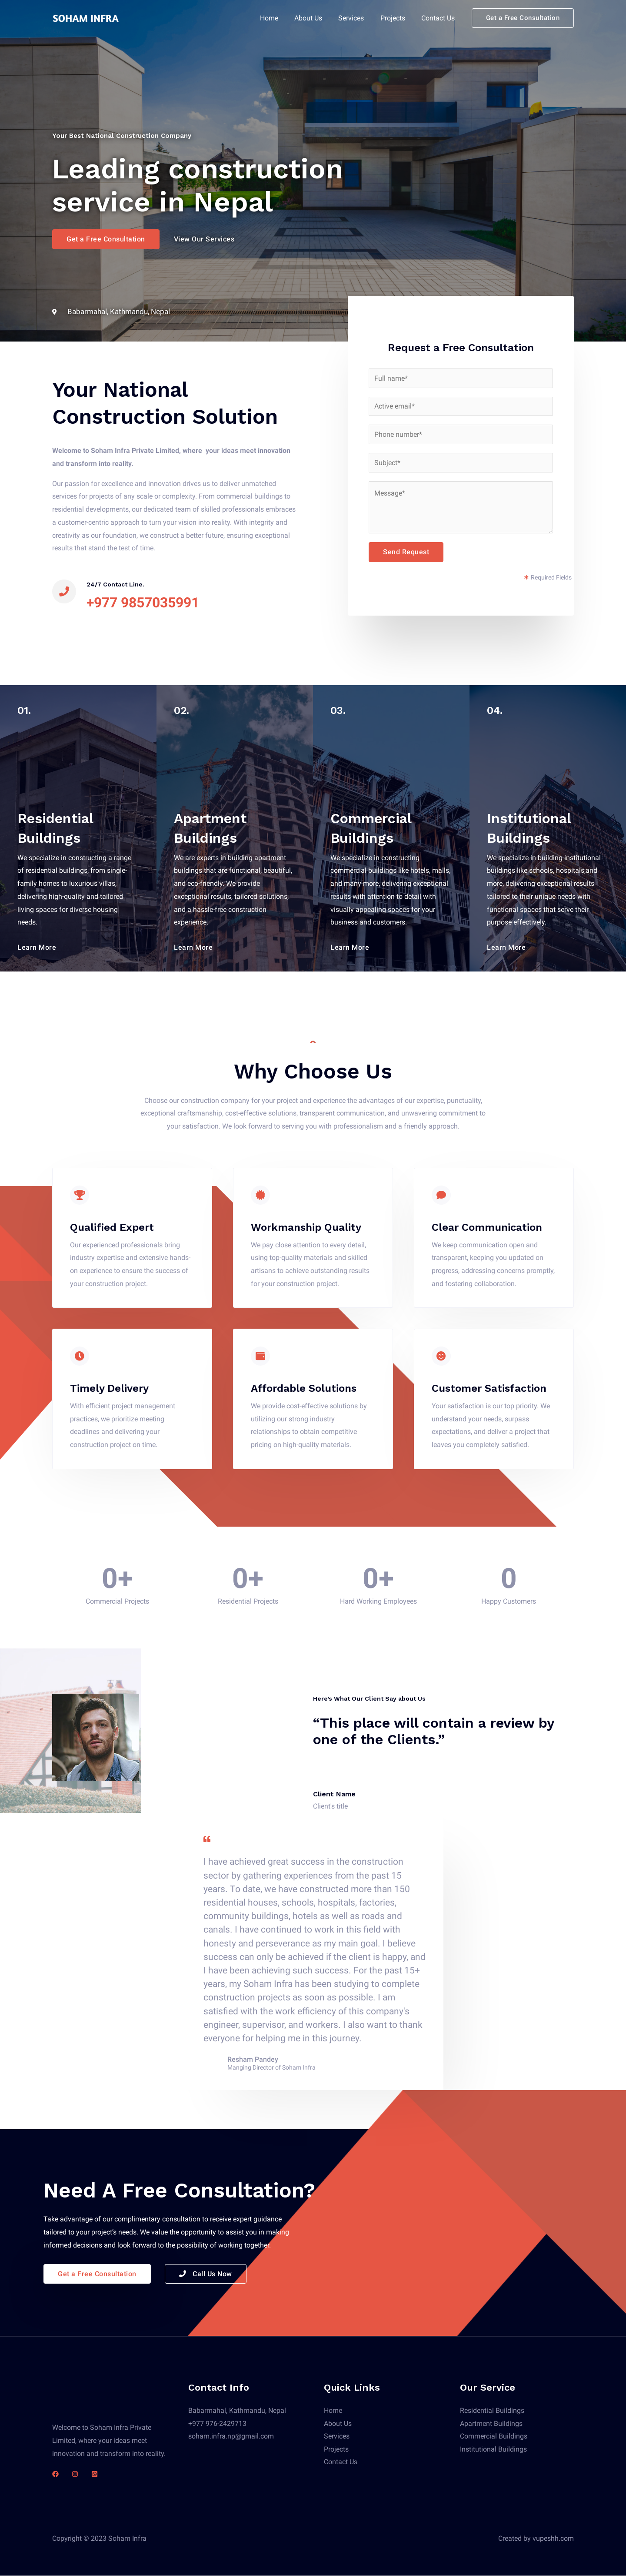 SOHAM INFRA
Home
About Us
Services
Projects
Contact Us
Get a Free Consultation
Your Best National Construction Company
Leading construction
service in Nepal
Get a Free Consultation
View Our Services
Babarmahal, Kathmandu, Nepal
Request a Free Consultation
Full name*
Active email*
Phone number*
Subject*
Message*
Send Request
Required Fields
Your National
Construction Solution
Welcome to Soham Infra Private Limited, where your ideas meet innovation
and transform into reality.
Our passion for excellence and innovation drives us to deliver unmatched
services for projects of any scale or complexity. From commercial buildings to
residential developments, our dedicated team of skilled professionals embraces
a customer-centric approach to turn your vision into reality. With integrity and
creativity as our foundation, we construct a better future, ensuring exceptional
results that stand the test of time.
24/7 Contact Line.
+977 9857035991
01.
Residential
Buildings
We specialize in constructing a range
of residential buildings, from single-
family homes to luxurious villas,
delivering high-quality and tailored
living spaces for diverse housing
needs.
Learn More
02.
Apartment
Buildings
We are experts in building apartment
buildings that are functional, beautiful,
and eco-friendly. We provide
exceptional results, tailored solutions,
and a hassle-free construction
experience.
Learn More
03.
Commercial
Buildings
We specialize in constructing
commercial buildings like hotels, malls,
and many more, delivering exceptional
results with attention to detail with
visually appealing spaces for your
business and customers.
Learn More
04.
Institutional
Buildings
We specialize in building institutional
buildings like schools, hospitals,and
more, delivering exceptional results
tailored to their unique needs with
functional spaces that serve their
purpose effectively.
Learn More
Why Choose Us
Choose our construction company for your project and experience the advantages of our expertise, punctuality,
exceptional craftsmanship, cost-effective solutions, transparent communication, and unwavering commitment to
your satisfaction. We look forward to serving you with professionalism and a friendly approach.
Qualified Expert
Our experienced professionals bring
industry expertise and extensive hands-
on experience to ensure the success of
your construction project.
Workmanship Quality
We pay close attention to every detail,
using top-quality materials and skilled
artisans to achieve outstanding results
for your construction project.
Clear Communication
We keep communication open and
transparent, keeping you updated on
progress, addressing concerns promptly,
and fostering collaboration.
Timely Delivery
With efficient project management
practices, we prioritize meeting
deadlines and delivering your
construction project on time.
Affordable Solutions
We provide cost-effective solutions by
utilizing our strong industry
relationships to obtain competitive
pricing on high-quality materials.
Customer Satisfaction
Your satisfaction is our top priority. We
understand your needs, surpass
expectations, and deliver a project that
leaves you completely satisfied.
0+
Commercial Projects
0+
Residential Projects
0+
Hard Working Employees
0
Happy Customers
Here's What Our Client Say about Us
“This place will contain a review by
one of the Clients.”
Client Name
Client's title
I have achieved great success in the construction
sector by gathering experiences from the past 15
years. To date, we have constructed more than 150
residential houses, schools, hospitals, factories,
community buildings, hotels as well as roads and
canals. I have continued to work in this field with
honesty and perseverance as my main goal. I believe
success can only be achieved if the client is happy, and
I have been achieving such success. For the past 15+
years, my Soham Infra has been studying to complete
construction projects as soon as possible. I am
satisfied with the work efficiency of this company's
engineer, supervisor, and workers. I also want to thank
everyone for helping me in this journey.
Resham Pandey
Manging Director of Soham Infra
Need A Free Consultation?
Take advantage of our complimentary consultation to receive expert guidance
tailored to your project's needs. We value the opportunity to assist you in making
informed decisions and look forward to the possibility of working together.
Get a Free Consultation
Call Us Now
Welcome to Soham Infra Private
Limited, where your ideas meet
innovation and transform into reality.
Contact Info
Babarmahal, Kathmandu, Nepal
+977 976-2429713
soham.infra.np@gmail.com
Quick Links
Home
About Us
Services
Projects
Contact Us
Our Service
Residential Buildings
Apartment Buildings
Commercial Buildings
Institutional Buildings
Copyright © 2023 Soham Infra
Created by vupeshh.com